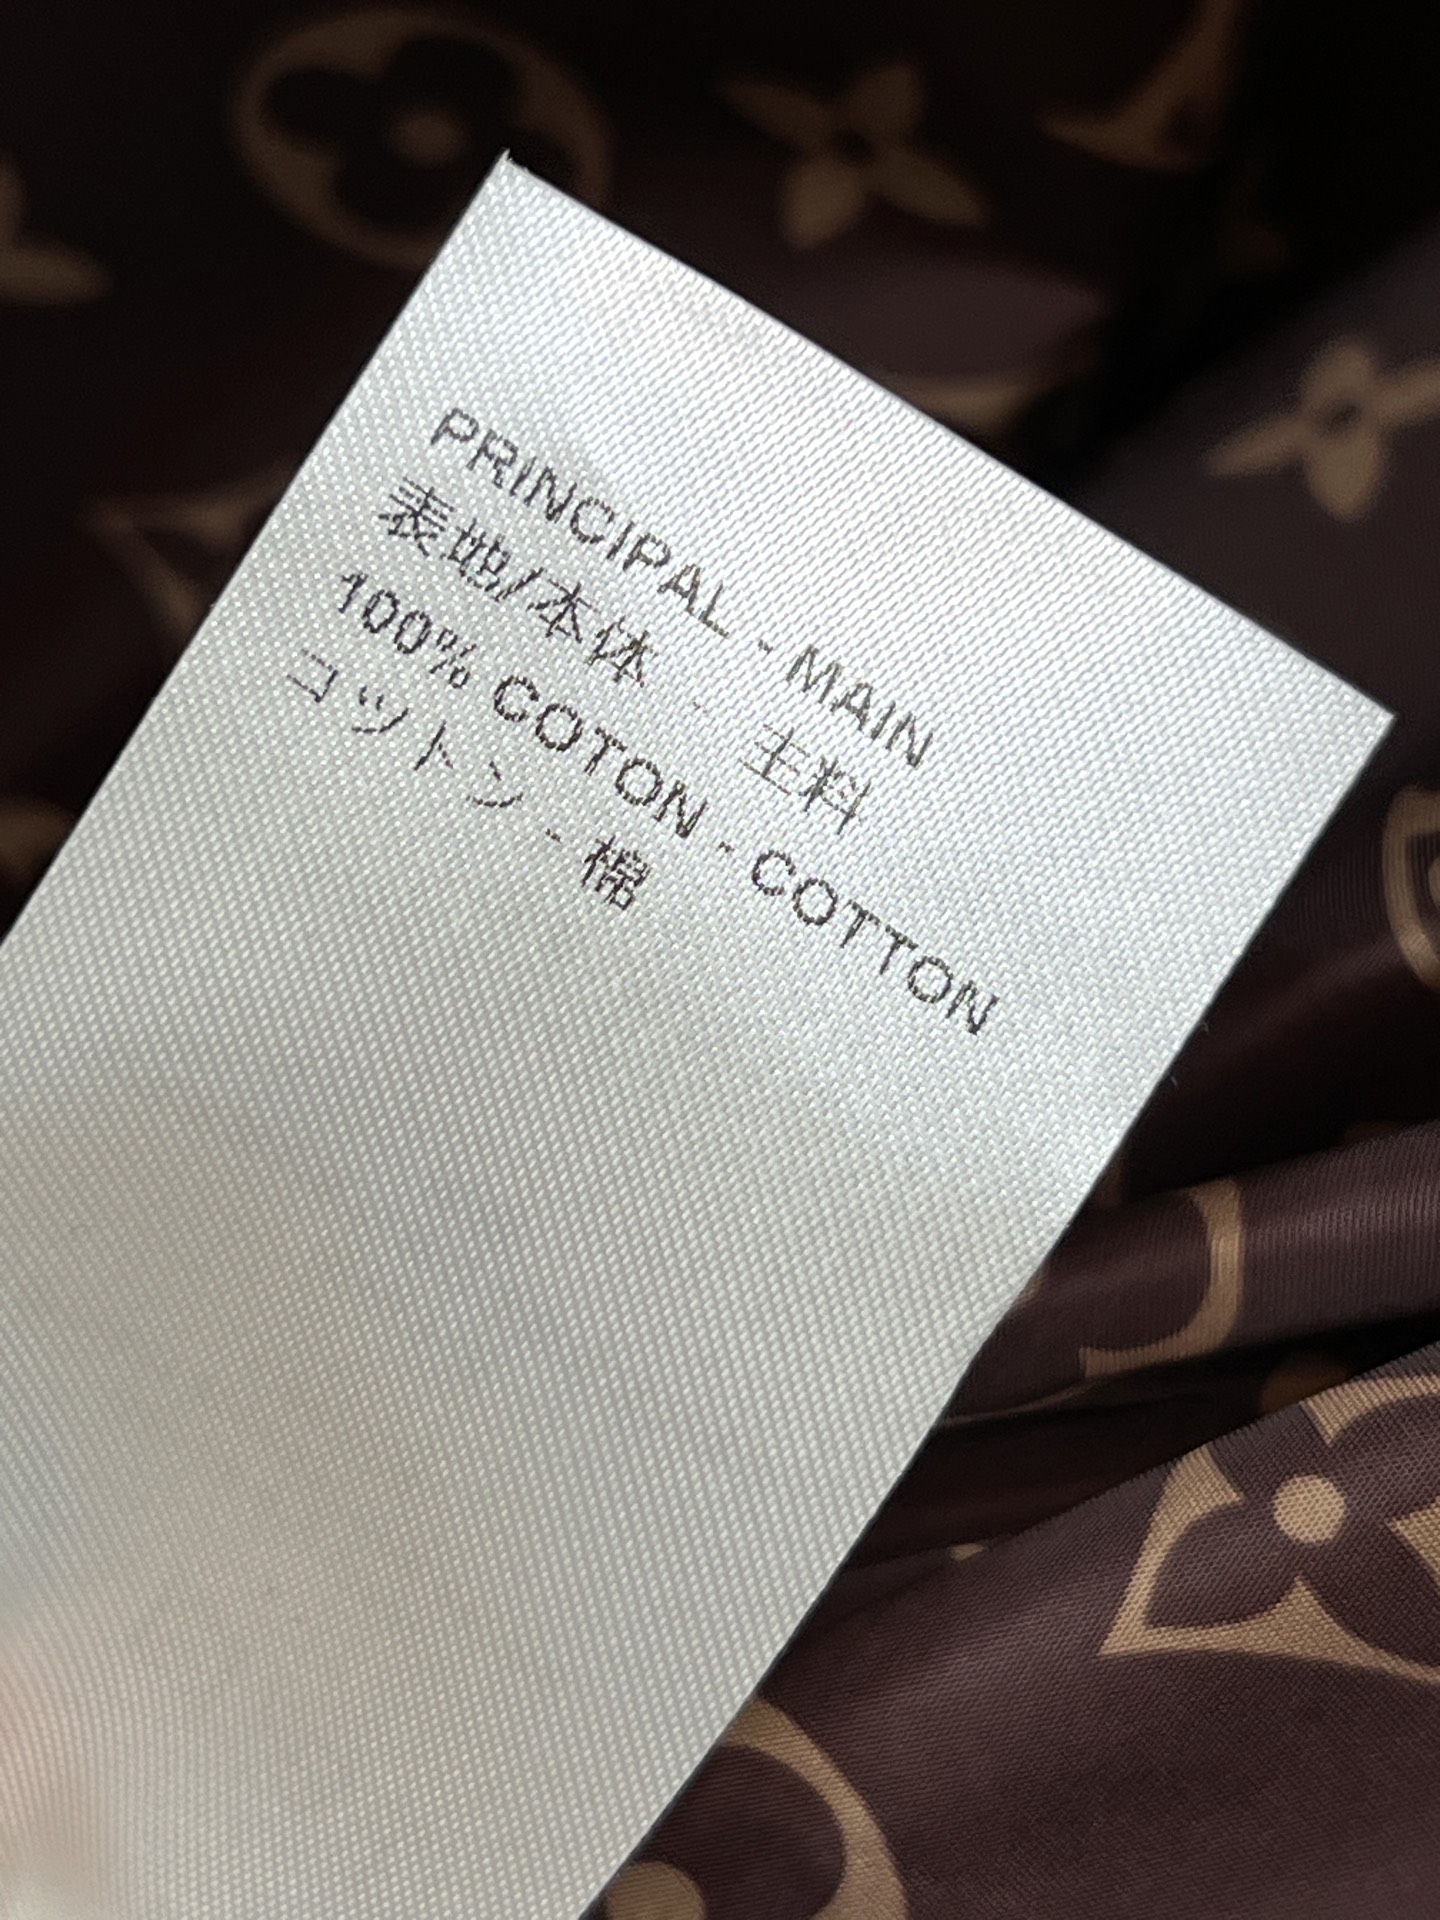 PRINCIPAL - MAIN
表地/本体 - 主料
100% COTON - COTTON
コットン - 棉